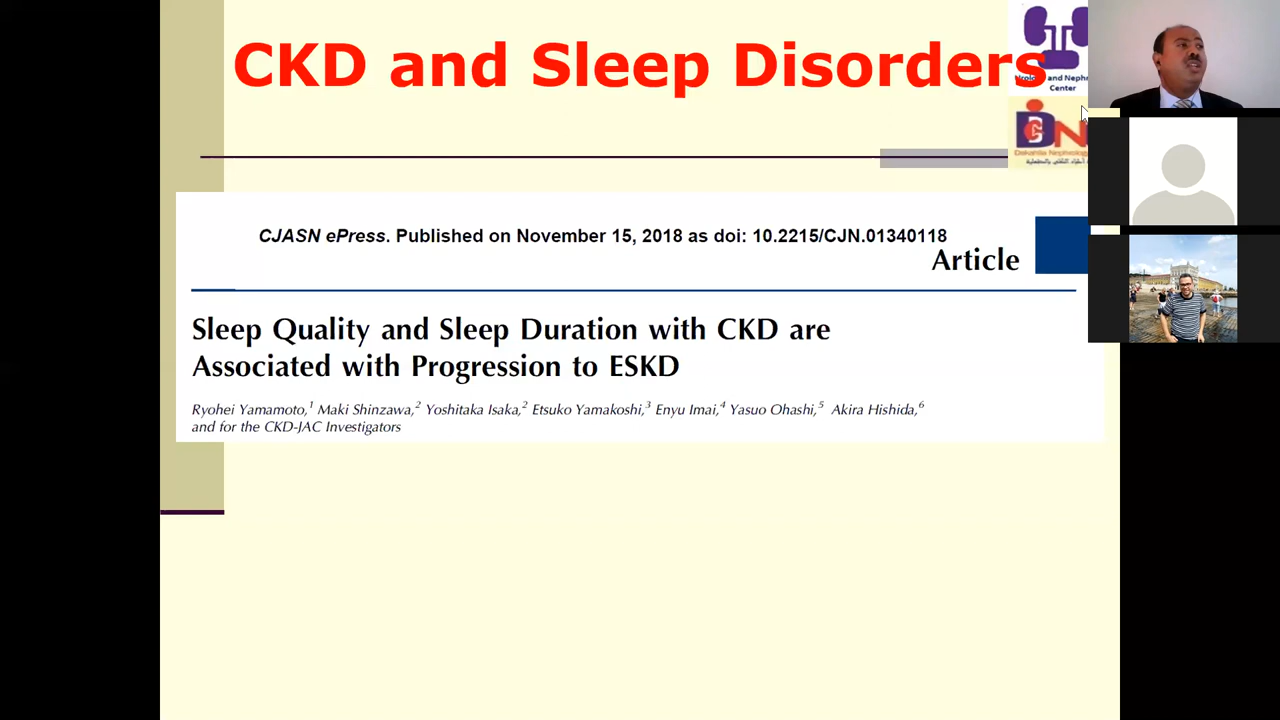 CKD and Sleep Disorders
and Nephr
Center
Dakahlia Nephrology
CJASN ePress. Published on November 15, 2018 as doi: 10.2215/CJN.01340118
Article
Sleep Quality and Sleep Duration with CKD are
Associated with Progression to ESKD
Ryohei Yamamoto,1 Maki Shinzawa,2 Yoshitaka Isaka,2 Etsuko Yamakoshi,3 Enyu Imai,4 Yasuo Ohashi,5 Akira Hishida,6
and for the CKD-JAC Investigators